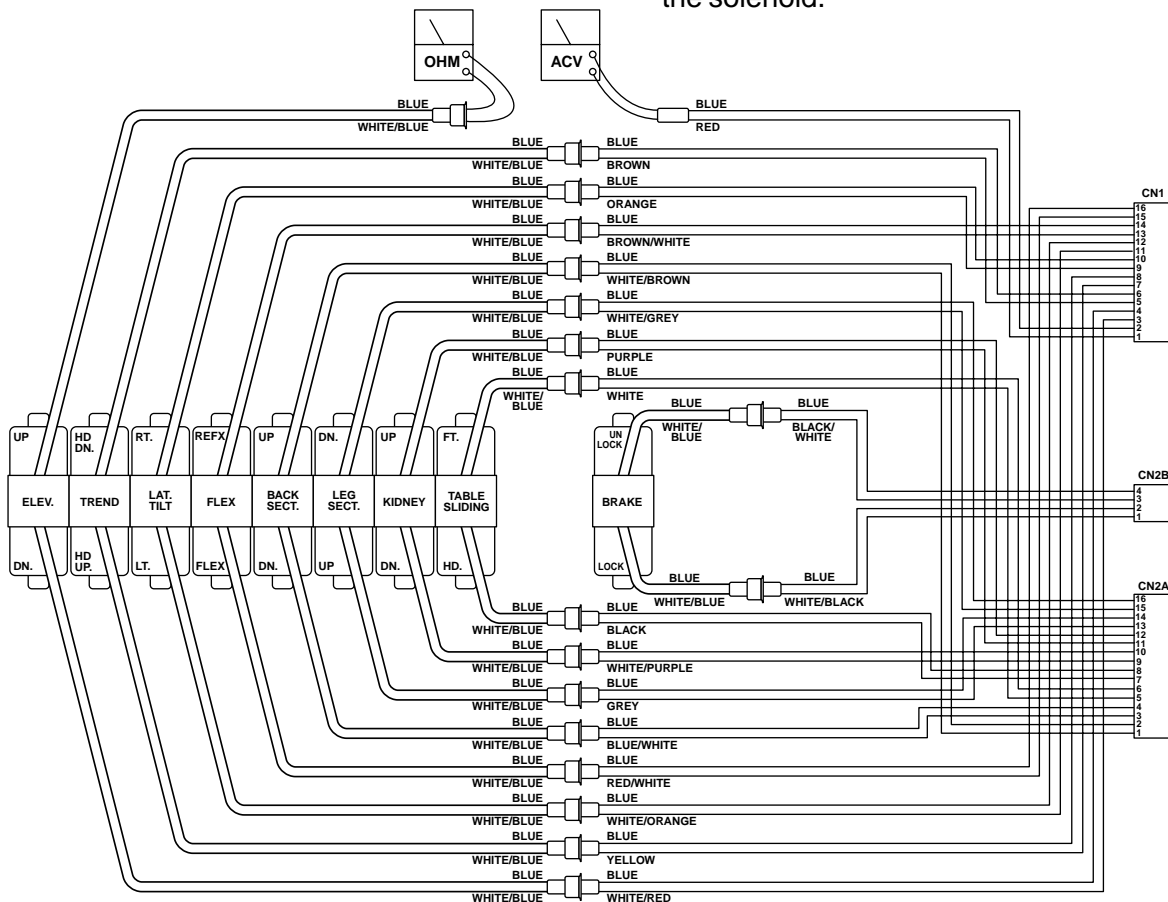 the solenoid.
OHM
ACV
BLUE
WHITE/BLUE
BLUE
RED
BLUE
WHITE/BLUE
BLUE
BROWN
BLUE
WHITE/BLUE
BLUE
ORANGE
BLUE
WHITE/BLUE
BLUE
BROWN/WHITE
BLUE
WHITE/BLUE
BLUE
WHITE/BROWN
BLUE
WHITE/BLUE
BLUE
WHITE/GREY
BLUE
WHITE/BLUE
BLUE
PURPLE
BLUE
WHITE/
BLUE
BLUE
WHITE
CN1
16
15
14
13
12
11
10
9
8
7
6
5
4
3
2
1
UP
ELEV.
DN.
HD
DN.
TREND
HD
UP.
RT.
LAT.
TILT
LT.
REFX.
FLEX
FLEX
UP
BACK
SECT.
DN.
DN.
LEG
SECT.
UP
UP
KIDNEY
DN.
FT.
TABLE
SLIDING
HD.
UN
LOCK
BRAKE
LOCK
BLUE
WHITE/
BLUE
BLUE
BLACK/
WHITE
BLUE
WHITE/BLUE
BLUE
WHITE/BLACK
CN2B
4
3
2
1
CN2A
16
15
14
13
12
11
10
9
8
7
6
5
4
3
2
1
BLUE
WHITE/BLUE
BLUE
BLACK
BLUE
WHITE/BLUE
BLUE
WHITE/PURPLE
BLUE
WHITE/BLUE
BLUE
GREY
BLUE
WHITE/BLUE
BLUE
BLUE/WHITE
BLUE
WHITE/BLUE
BLUE
RED/WHITE
BLUE
WHITE/BLUE
BLUE
WHITE/ORANGE
BLUE
WHITE/BLUE
BLUE
YELLOW
BLUE
WHITE/BLUE
BLUE
WHITE/RED